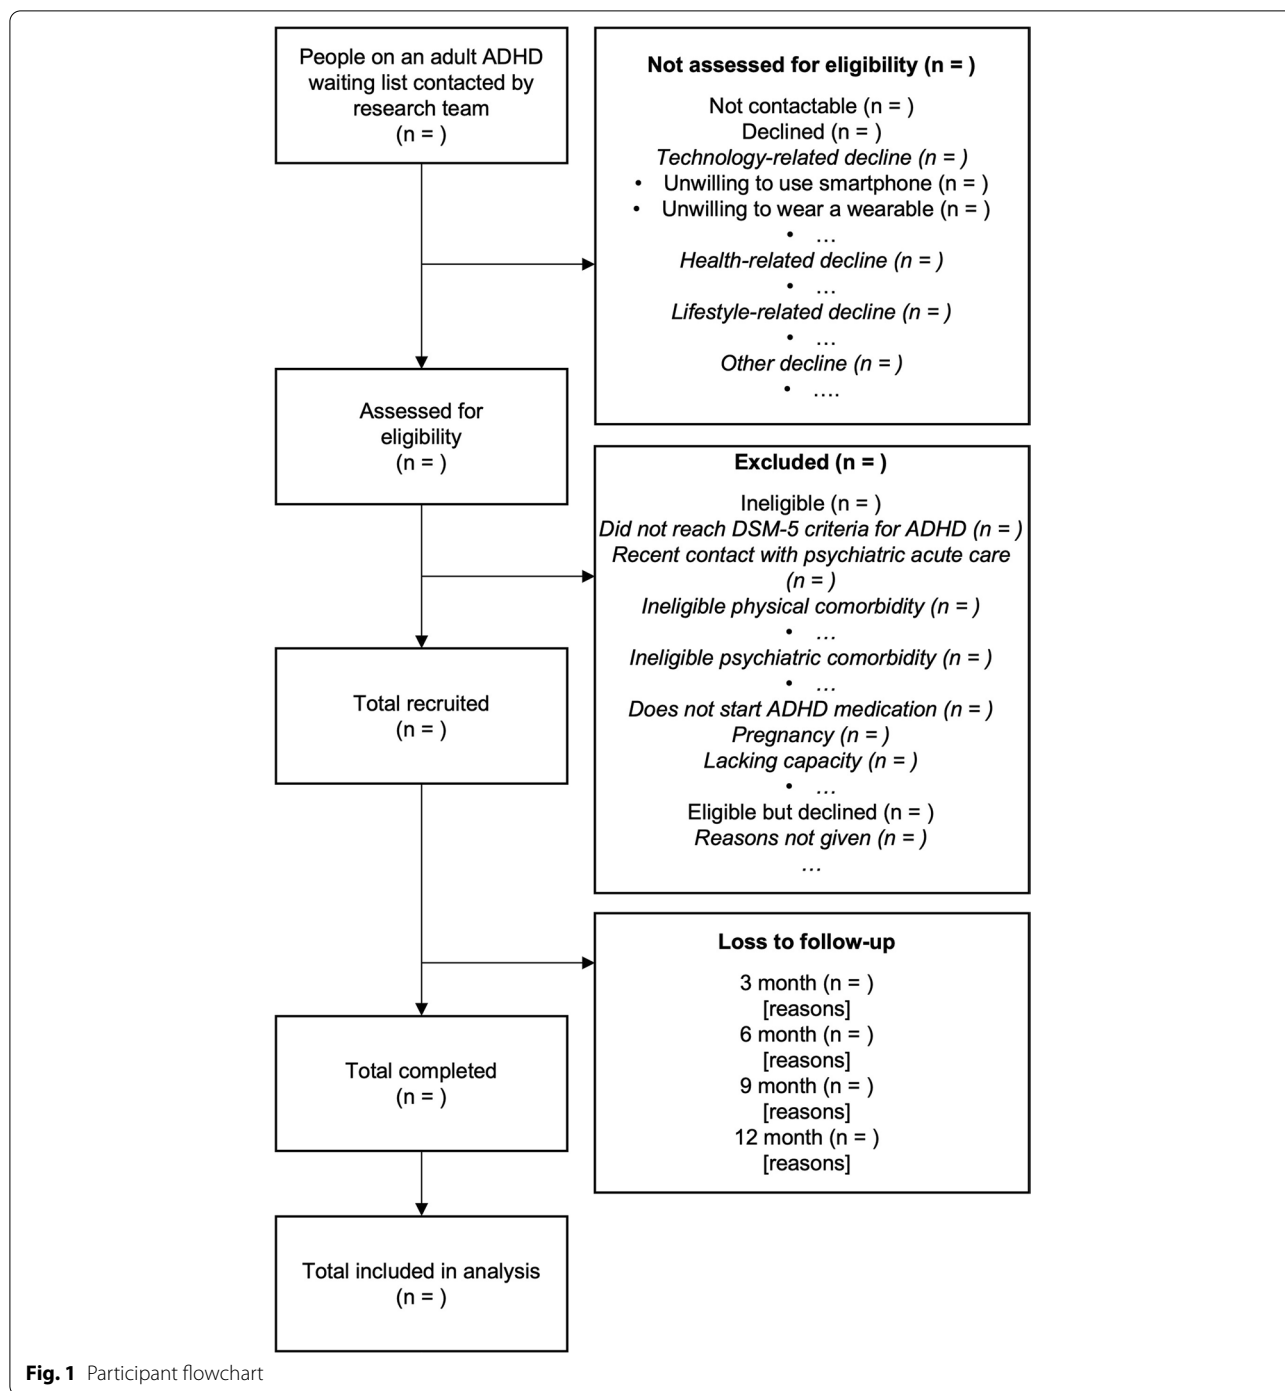 People on an adult ADHD
waiting list contacted by
research team
(n = )
Not assessed for eligibility (n = )
Not contactable (n = )
Declined (n = )
Technology-related decline (n = )
• Unwilling to use smartphone (n = )
• Unwilling to wear a wearable (n = )
• …
Health-related decline (n = )
• …
Lifestyle-related decline (n = )
• …
Other decline (n = )
• ….
Assessed for
eligibility
(n = )
Excluded (n = )
Ineligible (n = )
Did not reach DSM-5 criteria for ADHD (n = )
Recent contact with psychiatric acute care
(n = )
Ineligible physical comorbidity (n = )
• …
Ineligible psychiatric comorbidity (n = )
• …
Does not start ADHD medication (n = )
Pregnancy (n = )
Lacking capacity (n = )
• …
Eligible but declined (n = )
Reasons not given (n = )
…
Total recruited
(n = )
Loss to follow-up
3 month (n = )
[reasons]
6 month (n = )
[reasons]
9 month (n = )
[reasons]
12 month (n = )
[reasons]
Total completed
(n = )
Total included in analysis
(n = )
Fig. 1 Participant flowchart